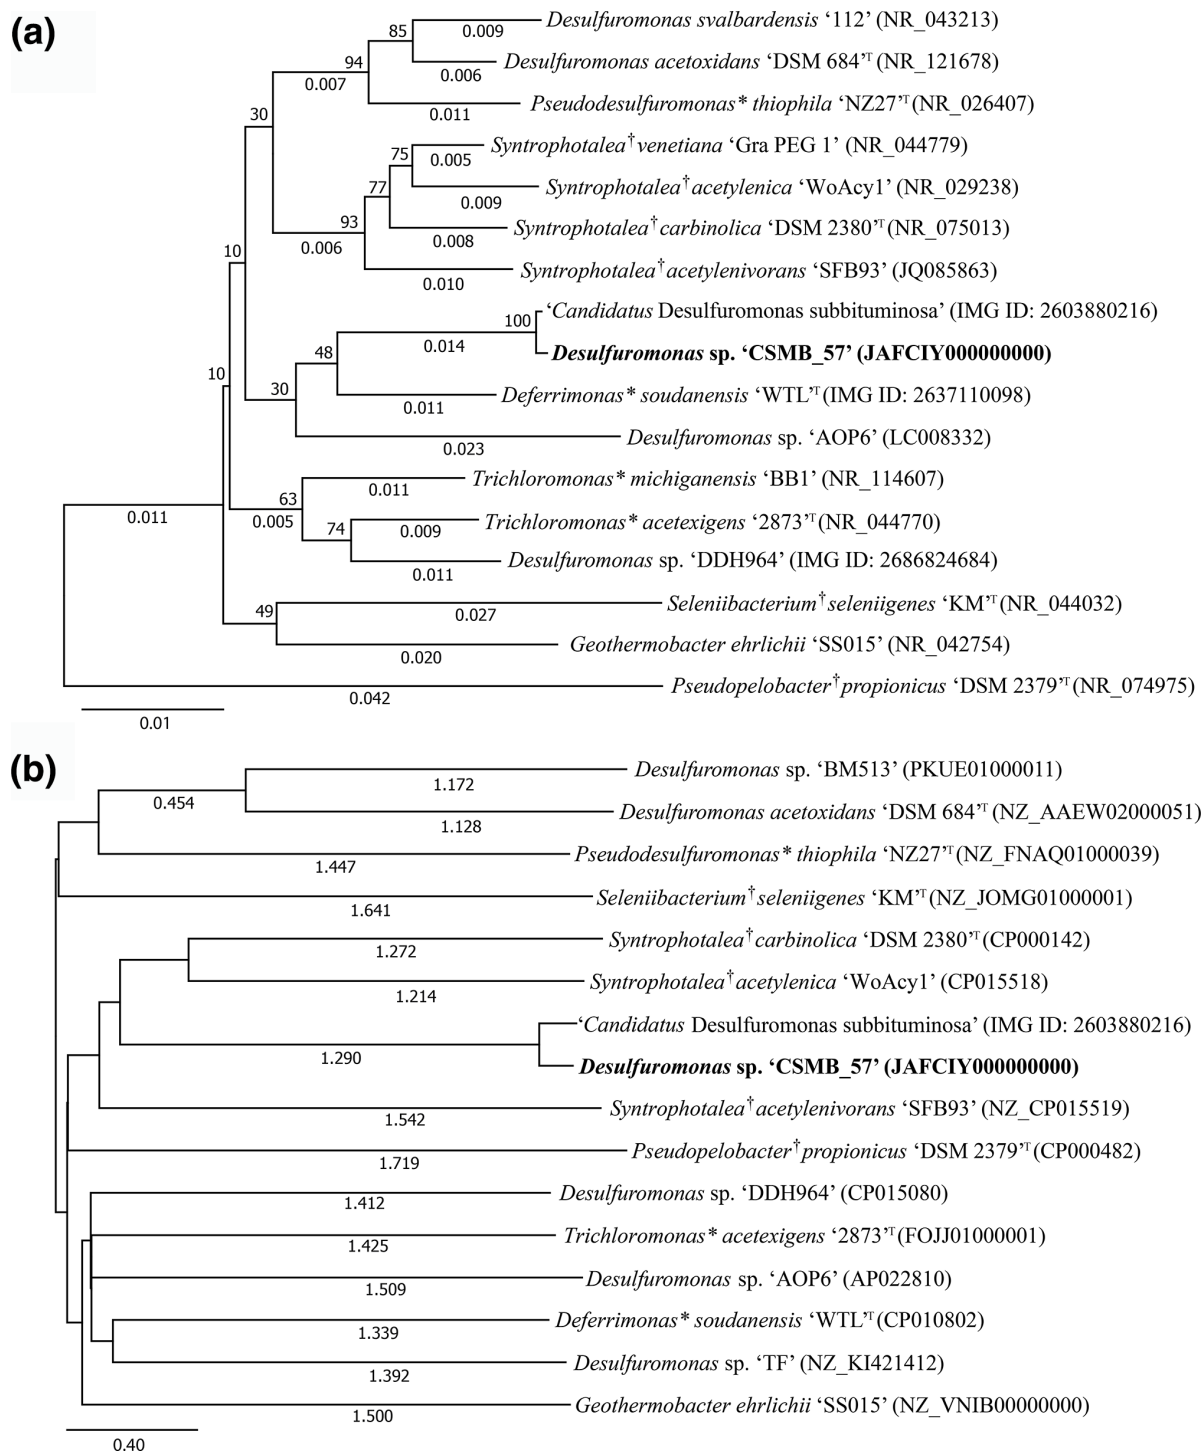 (a)
Desulfuromonas svalbardensis ‘112’ (NR_043213)
85
0.009
Desulfuromonas acetoxidans ‘DSM 684’ᵀ (NR_121678)
94
0.006
0.007
Pseudodesulfuromonas* thiophila ‘NZ27’ᵀ (NR_026407)
0.011
30
Syntrophotalea† venetiana ‘Gra PEG 1’ (NR_044779)
75
0.005
Syntrophotalea† acetylenica ‘WoAcy1’ (NR_029238)
77
0.009
Syntrophotalea† carbinolica ‘DSM 2380’ᵀ (NR_075013)
93
0.008
0.006
10
Syntrophotalea† acetylenivorans ‘SFB93’ (JQ085863)
0.010
‘Candidatus Desulfuromonas subbituminosa’ (IMG ID: 2603880216)
100
0.014
48
Desulfuromonas sp. ‘CSMB_57’ (JAFCIY000000000)
10
30
Deferrimonas* soudanensis ‘WTL’ᵀ (IMG ID: 2637110098)
0.011
Desulfuromonas sp. ‘AOP6’ (LC008332)
0.023
Trichloromonas* michiganensis ‘BB1’ (NR_114607)
0.011
63
0.011
0.005
Trichloromonas* acetexigens ‘2873’ᵀ (NR_044770)
74
0.009
Desulfuromonas sp. ‘DDH964’ (IMG ID: 2686824684)
0.011
Seleniibacterium† seleniigenes ‘KM’ᵀ (NR_044032)
49
0.027
Geothermobacter ehrlichii ‘SS015’ (NR_042754)
0.020
Pseudopelobacter† propionicus ‘DSM 2379’ᵀ (NR_074975)
0.042
0.01
(b)
Desulfuromonas sp. ‘BM513’ (PKUE01000011)
1.172
0.454
Desulfuromonas acetoxidans ‘DSM 684’ᵀ (NZ_AAEW02000051)
1.128
Pseudodesulfuromonas* thiophila ‘NZ27’ᵀ (NZ_FNAQ01000039)
1.447
Seleniibacterium† seleniigenes ‘KM’ᵀ (NZ_JOMG01000001)
1.641
Syntrophotalea† carbinolica ‘DSM 2380’ᵀ (CP000142)
1.272
Syntrophotalea† acetylenica ‘WoAcy1’ (CP015518)
1.214
‘Candidatus Desulfuromonas subbituminosa’ (IMG ID: 2603880216)
1.290
Desulfuromonas sp. ‘CSMB_57’ (JAFCIY000000000)
Syntrophotalea† acetylenivorans ‘SFB93’ (NZ_CP015519)
1.542
Pseudopelobacter† propionicus ‘DSM 2379’ᵀ (CP000482)
1.719
Desulfuromonas sp. ‘DDH964’ (CP015080)
1.412
Trichloromonas* acetexigens ‘2873’ᵀ (FOJJ01000001)
1.425
Desulfuromonas sp. ‘AOP6’ (AP022810)
1.509
Deferrimonas* soudanensis ‘WTL’ᵀ (CP010802)
1.339
Desulfuromonas sp. ‘TF’ (NZ_KI421412)
1.392
Geothermobacter ehrlichii ‘SS015’ (NZ_VNIB00000000)
1.500
0.40